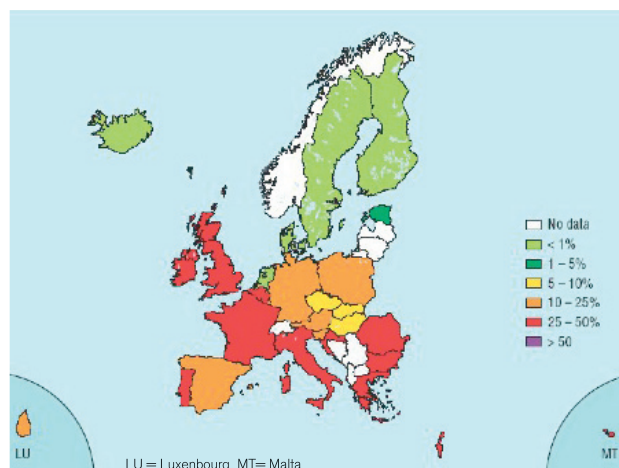 No data
< 1%
1 – 5%
5 – 10%
10 – 25%
25 – 50%
> 50
LU
MT
LU = Luxenbourg, MT= Malta